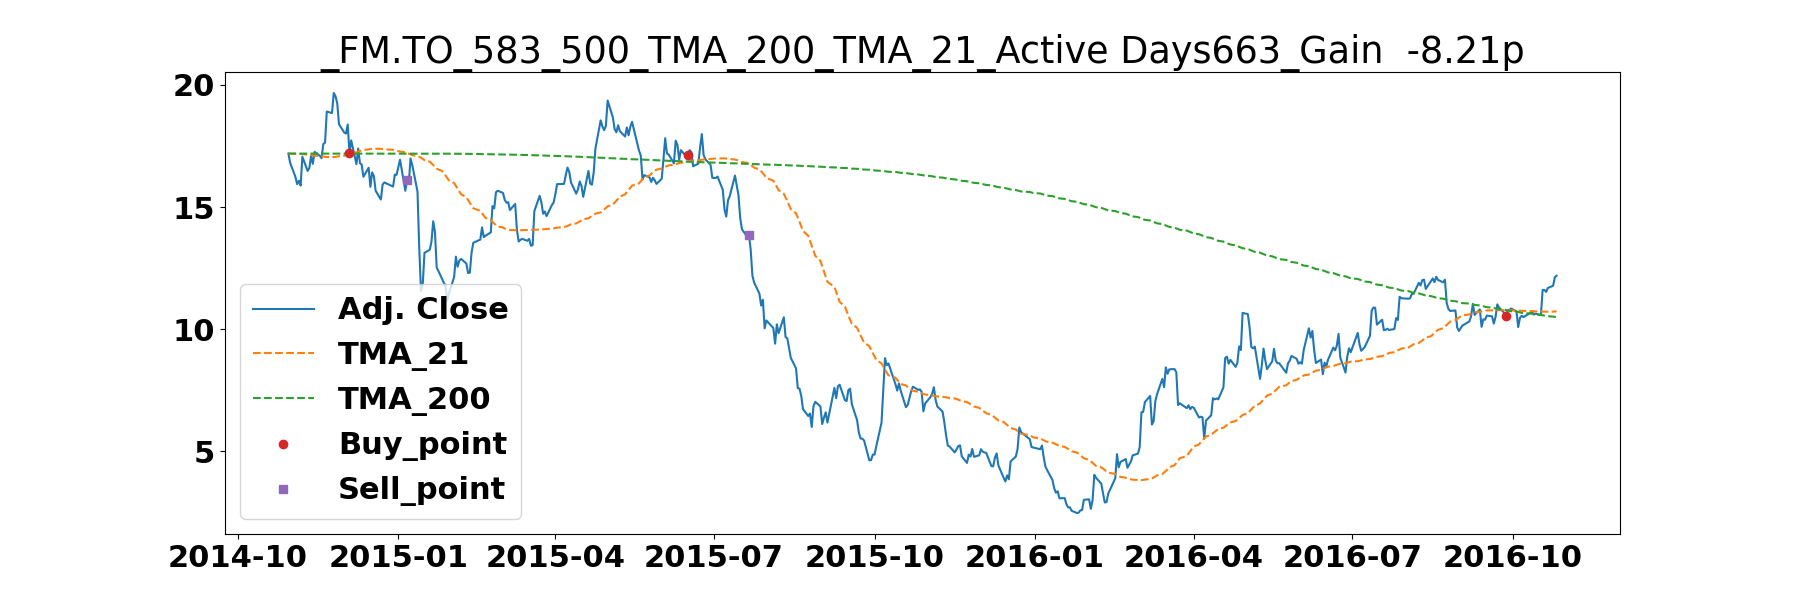 _FM.TO_583_500_TMA_200_TMA_21_Active Days663_Gain  -8.21p
20
15
10
5
Adj. Close
TMA_21
TMA_200
Buy_point
Sell_point
2014-10 2015-01 2015-04 2015-07 2015-10 2016-01 2016-04 2016-07 2016-10